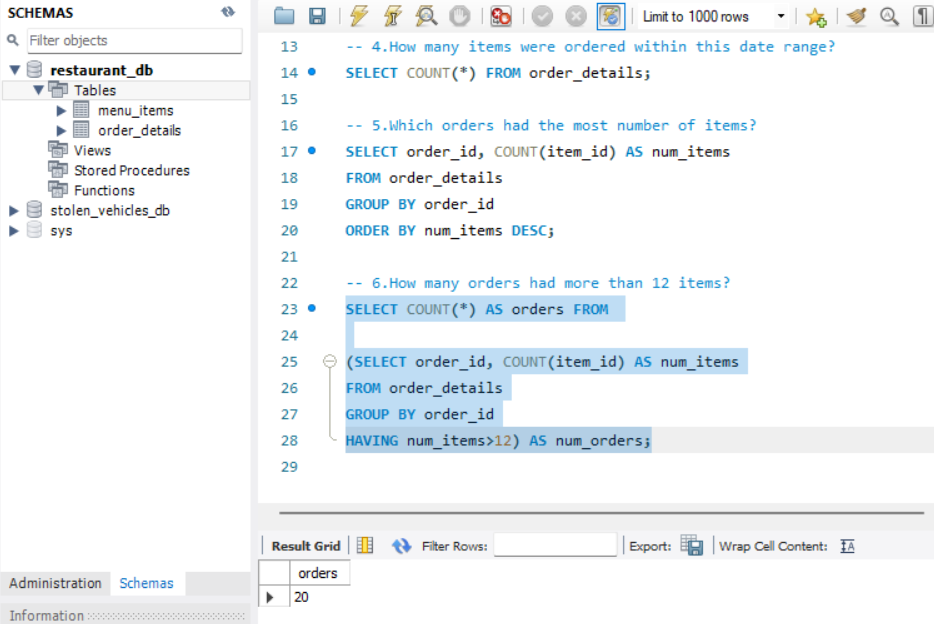 SCHEMAS
Filter objects
restaurant_db
Tables
menu_items
order_details
Views
Stored Procedures
Functions
stolen_vehicles_db
sys
Administration Schemas
Information
Limit to 1000 rows
13 -- 4.How many items were ordered within this date range?
14 SELECT COUNT(*) FROM order_details;
15
16 -- 5.Which orders had the most number of items?
17 SELECT order_id, COUNT(item_id) AS num_items
18 FROM order_details
19 GROUP BY order_id
20 ORDER BY num_items DESC;
21
22 -- 6.How many orders had more than 12 items?
23 SELECT COUNT(*) AS orders FROM
24
25 (SELECT order_id, COUNT(item_id) AS num_items
26 FROM order_details
27 GROUP BY order_id
28 HAVING num_items>12) AS num_orders;
29
Result Grid Filter Rows: Export: Wrap Cell Content:
orders
20